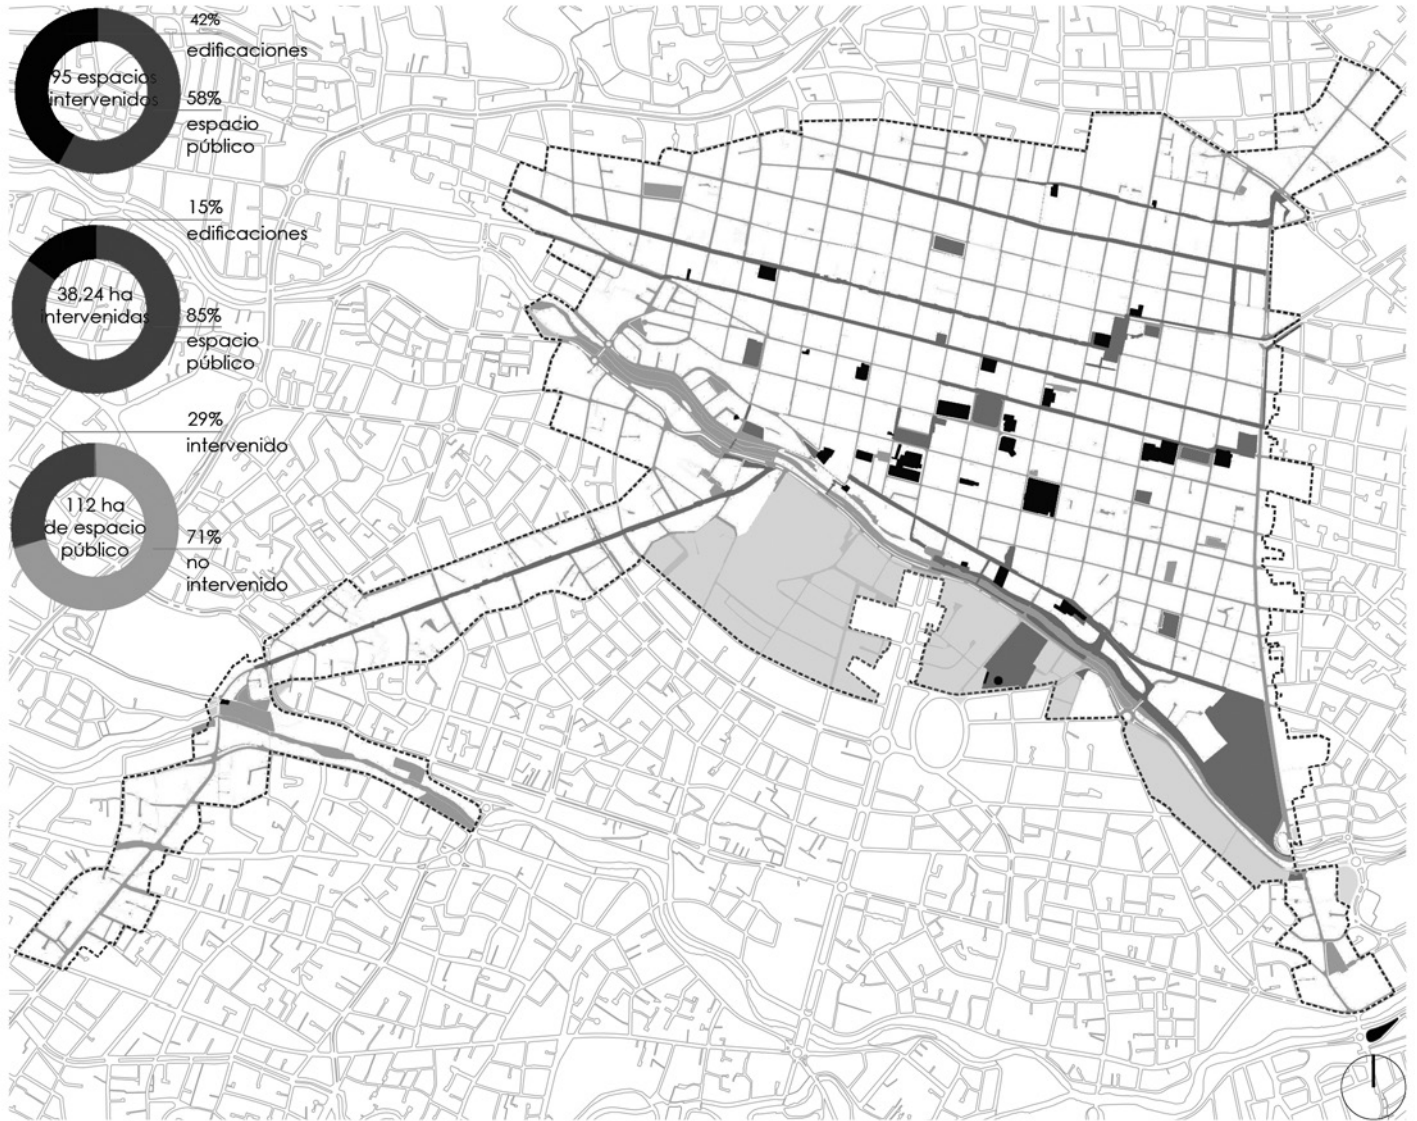 42%
edificaciones
95 espacios
intervenidos
58%
espacio
público
15%
edificaciones
38,24 ha
intervenidas
85%
espacio
público
29%
intervenido
112 ha
de espacio
público
71%
no
intervenido